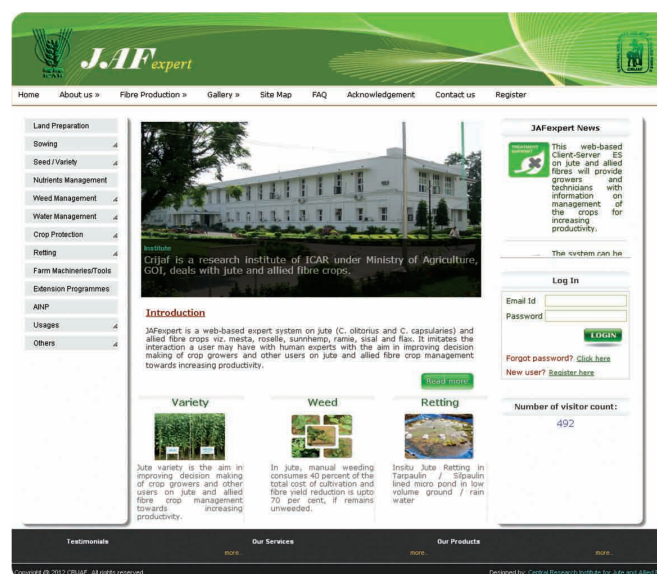 ICAR
JAF expert
CRIJAF
Home About us » Fibre Production » Gallery » Site Map FAQ Acknowledgement Contact us Register
Land Preparation
Sowing
Seed / Variety
Nutrients Management
Weed Management
Water Management
Crop Protection
Retting
Farm Machineries/Tools
Extension Programmes
AINP
Usages
Others
Institute
Crijaf is a research institute of ICAR under Ministry of Agriculture,
GOI, deals with jute and allied fibre crops.
Introduction
JAFexpert is a web-based expert system on jute (C. olitorius and C. capsularies) and
allied fibre crops viz. mesta, roselle, sunnhemp, ramie, sisal and flax. It imitates the
interaction a user may have with human experts with the aim in improving decision
making of crop growers and other users on jute and allied fibre crop management
towards increasing productivity.
Read more
Variety
Jute variety is the aim in
improving decision making
of crop growers and other
users on jute and allied
fibre crop management
towards increasing
productivity.
Weed
In jute, manual weeding
consumes 40 percent of the
total cost of cultivation and
fibre yield reduction is upto
70 per cent, if remains
unweeded.
Retting
Insitu Jute Retting in
Tarpaulin / Silpaulin
lined micro pond in low
volume ground / rain
water
JAFexpert News
This web-based
Client-Server ES
on jute and allied
fibres will provide
growers and
technicians with
information on
management of
the crops for
increasing
productivity.
The system can be
Log In
Email Id
Password
LOGIN
Forgot password? Click here
New user? Register here
Number of visitor count:
492
Testimonials Our Services Our Products
more.. more.. more..
Copyright @ 2012 CRIJAF. All rights reserved
Designed by: Central Research Institute for Jute and Allied F